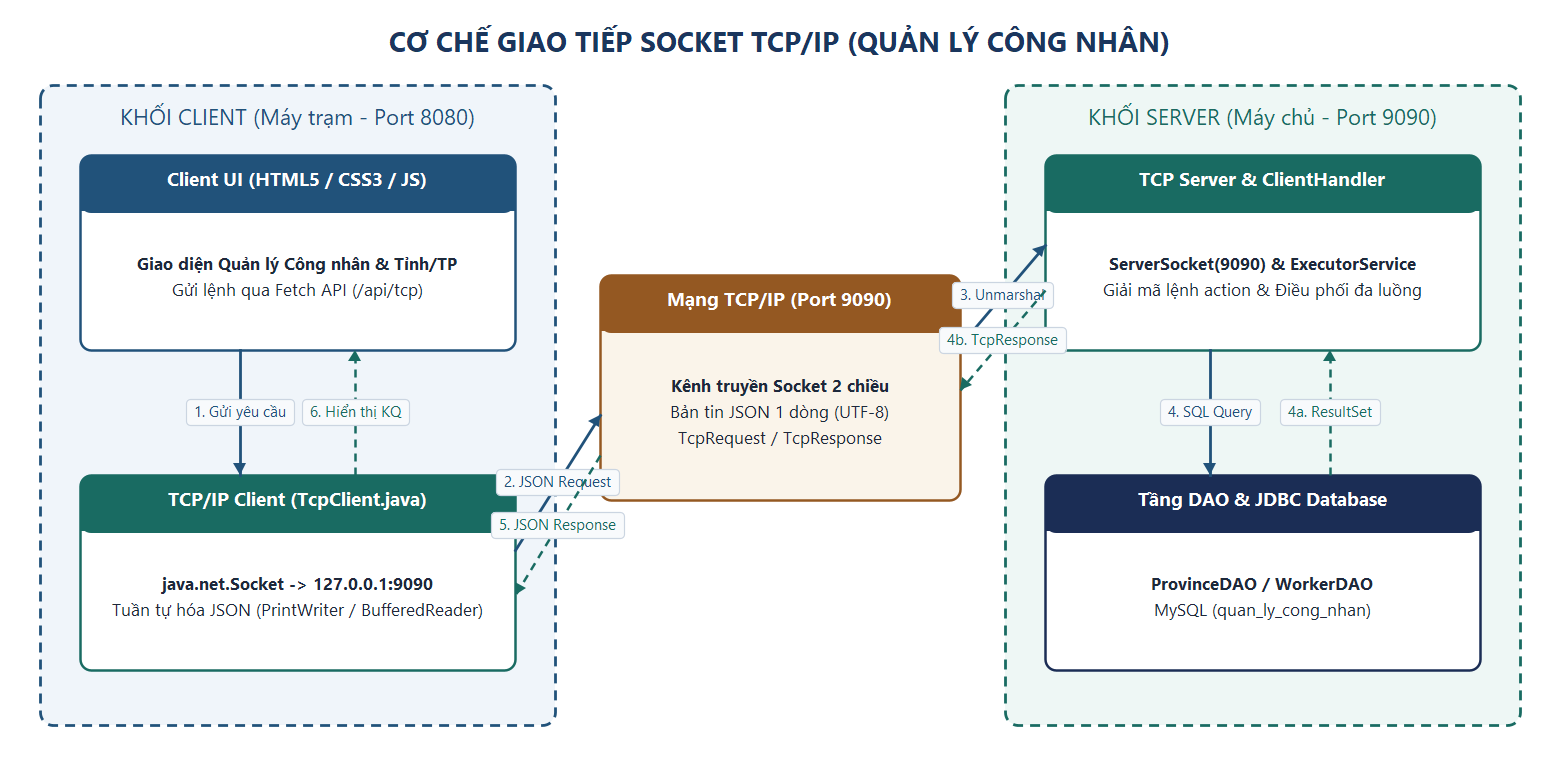 CƠ CHẾ GIAO TIẾP SOCKET TCP/IP (QUẢN LÝ CÔNG NHÂN)
KHỐI CLIENT (Máy trạm - Port 8080)
Client UI (HTML5 / CSS3 / JS)
Giao diện Quản lý Công nhân & Tỉnh/TP
Gửi lệnh qua Fetch API (/api/tcp)
1. Gửi yêu cầu
6. Hiển thị KQ
TCP/IP Client (TcpClient.java)
java.net.Socket -> 127.0.0.1:9090
Tuần tự hóa JSON (PrintWriter / BufferedReader)
2. JSON Request
5. JSON Response
Mạng TCP/IP (Port 9090)
Kênh truyền Socket 2 chiều
Bản tin JSON 1 dòng (UTF-8)
TcpRequest / TcpResponse
3. Unmarshal
4b. TcpResponse
KHỐI SERVER (Máy chủ - Port 9090)
TCP Server & ClientHandler
ServerSocket(9090) & ExecutorService
Giải mã lệnh action & Điều phối đa luồng
4. SQL Query
4a. ResultSet
Tầng DAO & JDBC Database
ProvinceDAO / WorkerDAO
MySQL (quan_ly_cong_nhan)